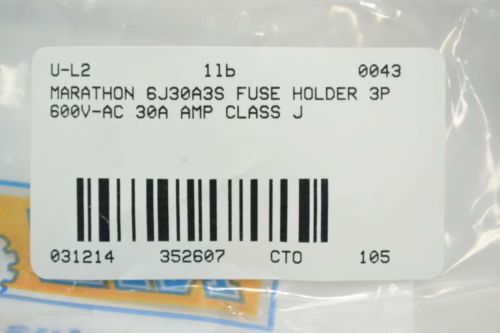 U-L2 1lb 0043
MARATHON 6J30A3S FUSE HOLDER 3P
600V-AC 30A AMP CLASS J
031214 352607 CTO 105